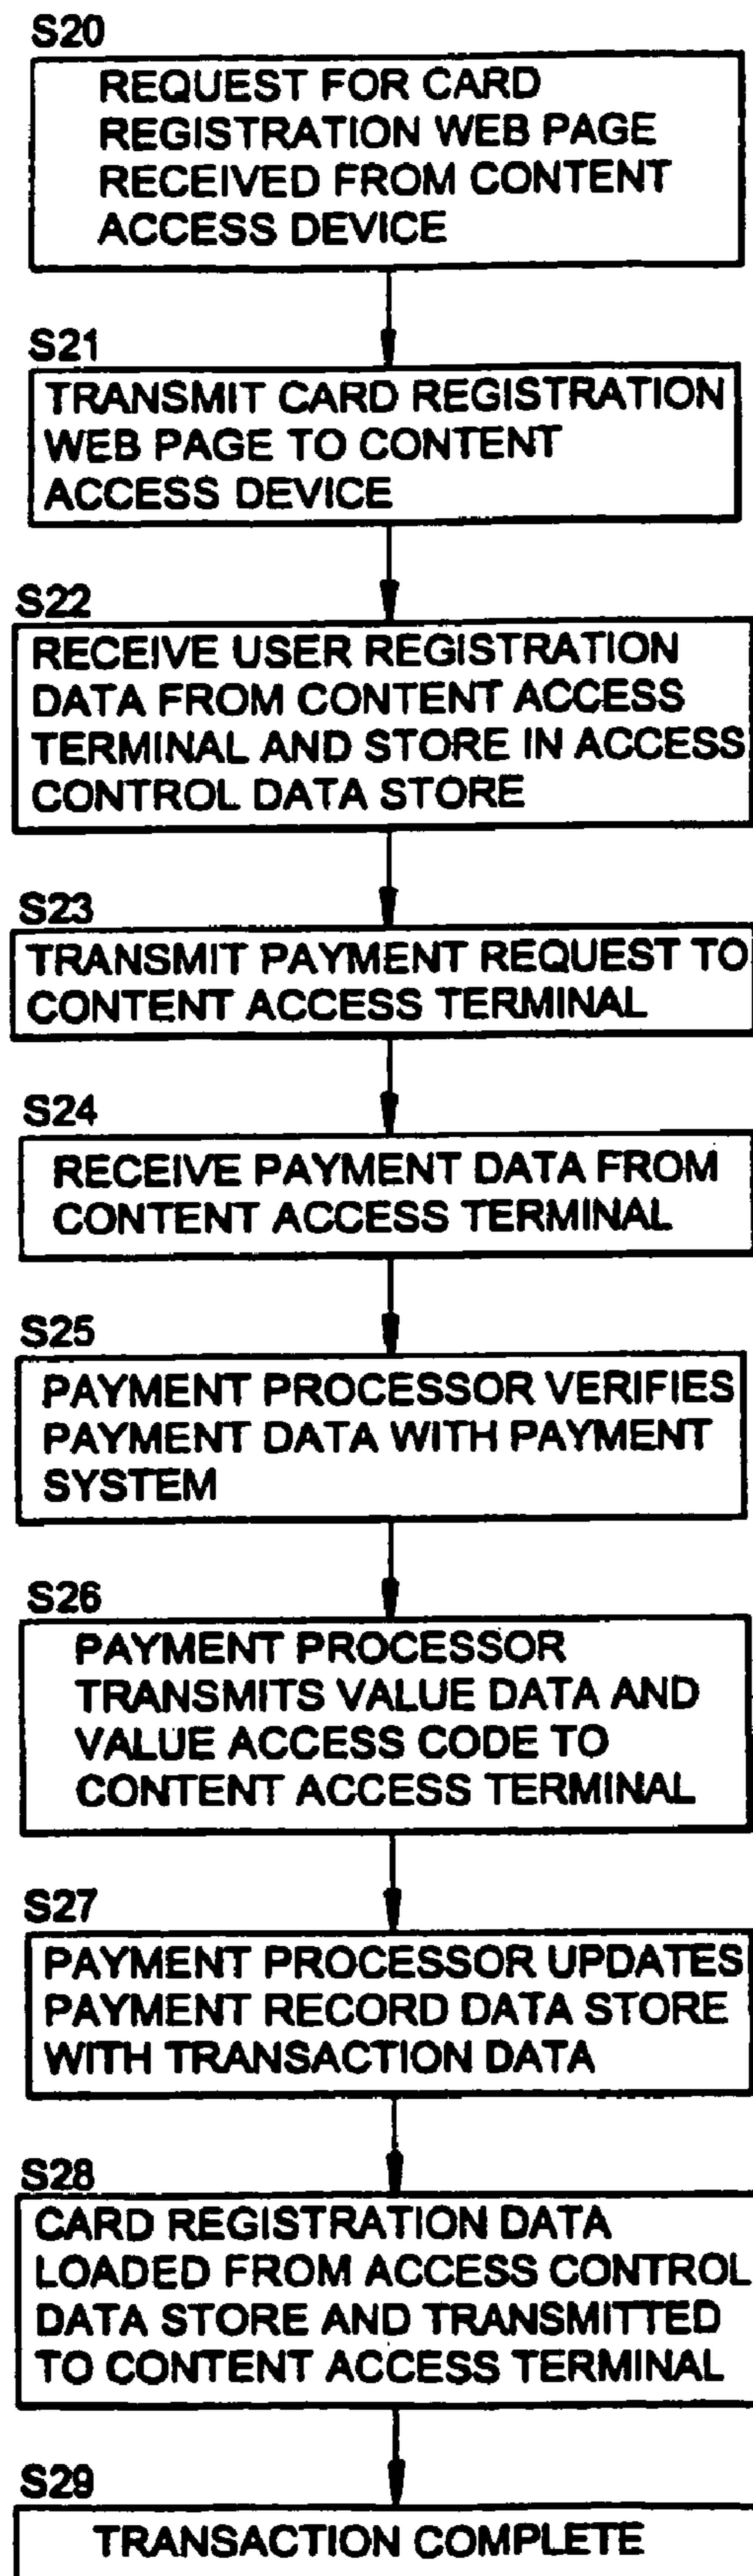 S20
REQUEST FOR CARD
REGISTRATION WEB PAGE
RECEIVED FROM CONTENT
ACCESS DEVICE
S21
TRANSMIT CARD REGISTRATION
WEB PAGE TO CONTENT
ACCESS DEVICE
S22
RECEIVE USER REGISTRATION
DATA FROM CONTENT ACCESS
TERMINAL AND STORE IN ACCESS
CONTROL DATA STORE
S23
TRANSMIT PAYMENT REQUEST TO
CONTENT ACCESS TERMINAL
S24
RECEIVE PAYMENT DATA FROM
CONTENT ACCESS TERMINAL
S25
PAYMENT PROCESSOR VERIFIES
PAYMENT DATA WITH PAYMENT
SYSTEM
S26
PAYMENT PROCESSOR
TRANSMITS VALUE DATA AND
VALUE ACCESS CODE TO
CONTENT ACCESS TERMINAL
S27
PAYMENT PROCESSOR UPDATES
PAYMENT RECORD DATA STORE
WITH TRANSACTION DATA
S28
CARD REGISTRATION DATA
LOADED FROM ACCESS CONTROL
DATA STORE AND TRANSMITTED
TO CONTENT ACCESS TERMINAL
S29
TRANSACTION COMPLETE